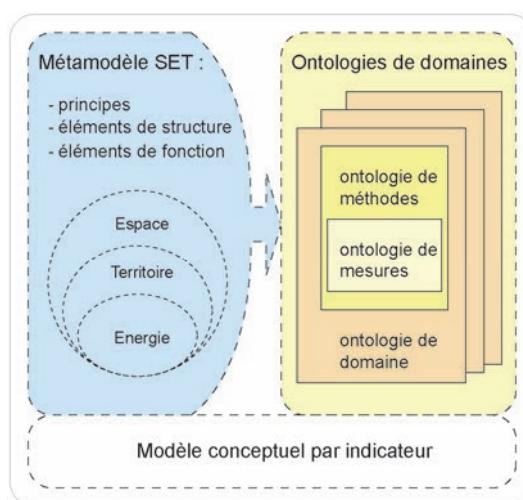 Métamodèle SET :
- principes
- éléments de structure
- éléments de fonction
Espace
Territoire
Energie
Ontologies de domaines
ontologie de
méthodes
ontologie de
mesures
ontologie de
domaine
Modèle conceptuel par indicateur